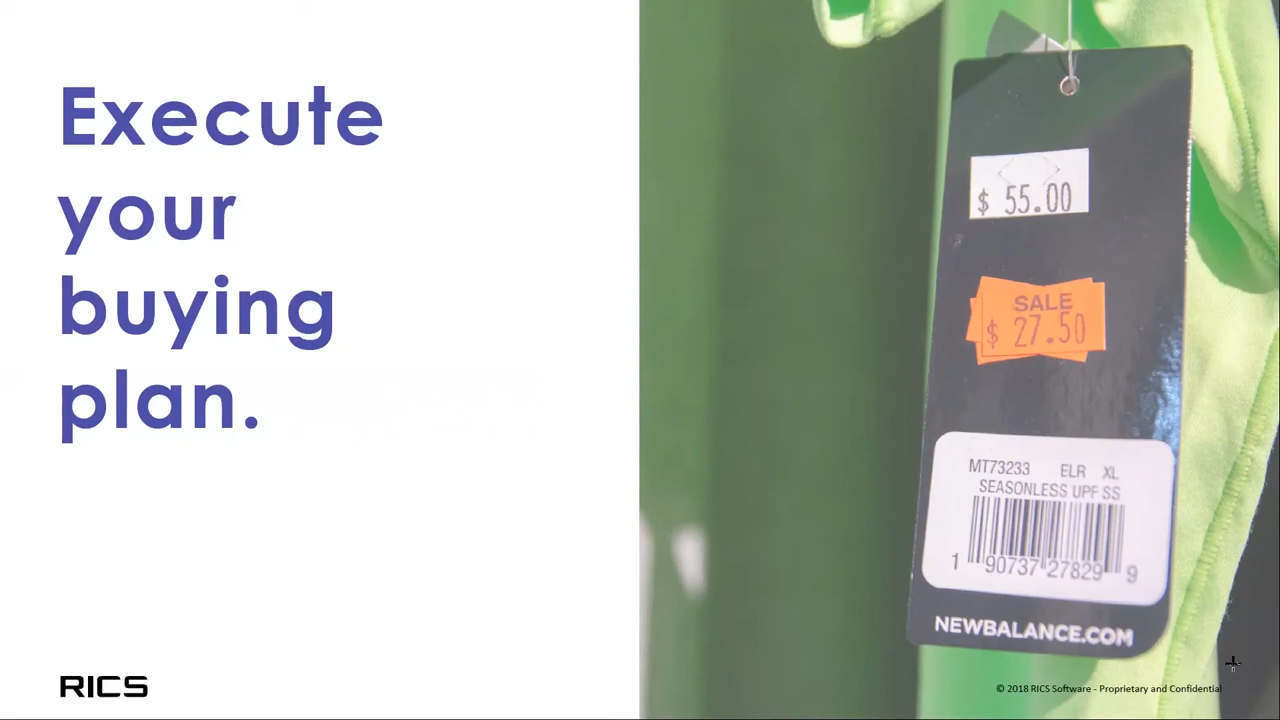 Execute
your
buying
plan.
$ 55.00
SALE
$ 27.50
MT73233 ELR XL
SEASONLESS UPF SS
1 90737 27829 9
NEWBALANCE.COM
RICS
© 2018 RICS Software - Proprietary and Confidential